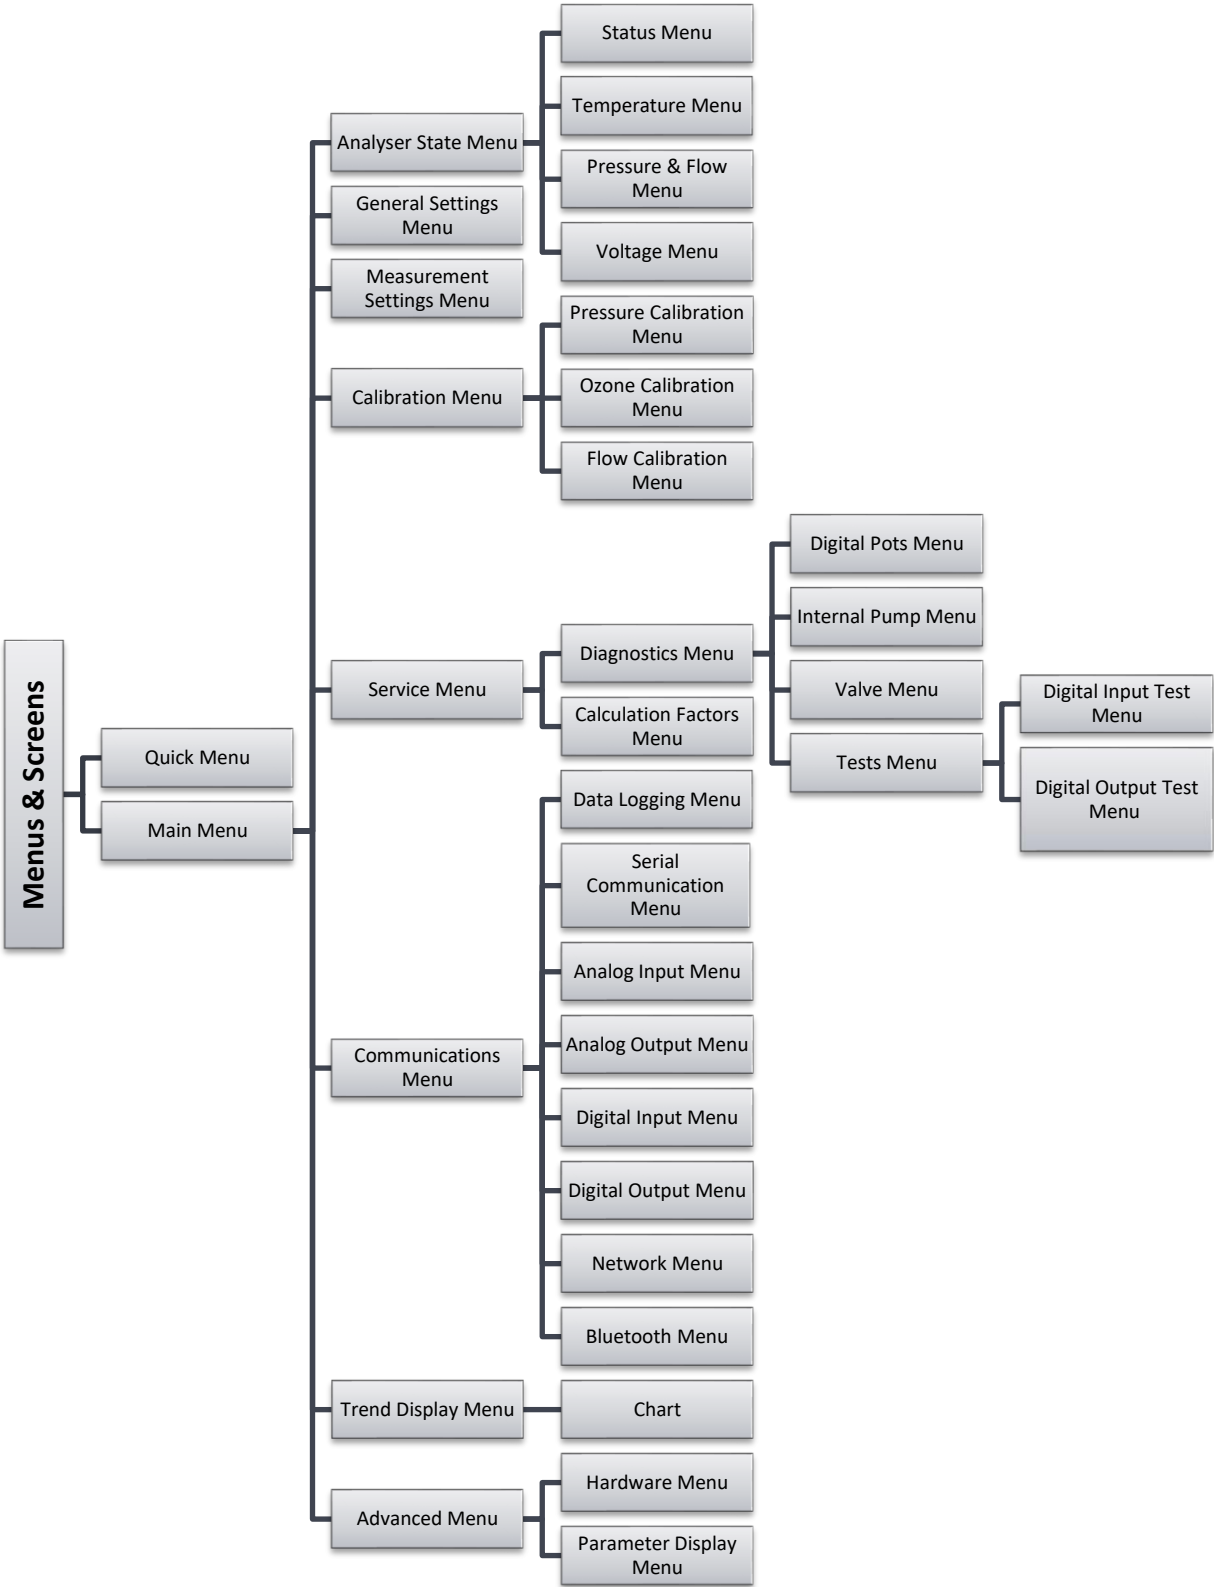 Menus & Screens
Quick Menu
Main Menu
Analyser State Menu
Status Menu
Temperature Menu
Pressure & Flow
Menu
Voltage Menu
General Settings
Menu
Measurement
Settings Menu
Calibration Menu
Pressure Calibration
Menu
Ozone Calibration
Menu
Flow Calibration
Menu
Service Menu
Diagnostics Menu
Digital Pots Menu
Internal Pump Menu
Valve Menu
Tests Menu
Digital Input Test
Menu
Digital Output Test
Menu
Calculation Factors
Menu
Communications
Menu
Data Logging Menu
Serial
Communication
Menu
Analog Input Menu
Analog Output Menu
Digital Input Menu
Digital Output Menu
Network Menu
Bluetooth Menu
Trend Display Menu
Chart
Advanced Menu
Hardware Menu
Parameter Display
Menu